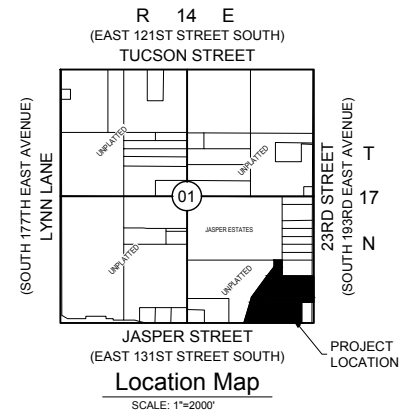 R 14 E
(EAST 121ST STREET SOUTH)
TUCSON STREET
(SOUTH 177TH EAST AVENUE)
LYNN LANE
UNPLATTED
UNPLATTED
01
JASPER ESTATES
UNPLATTED
UNPLATTED
23RD STREET
(SOUTH 193RD EAST AVENUE)
T
17
N
JASPER STREET
(EAST 131ST STREET SOUTH)
PROJECT
LOCATION
Location Map
SCALE: 1"=2000'